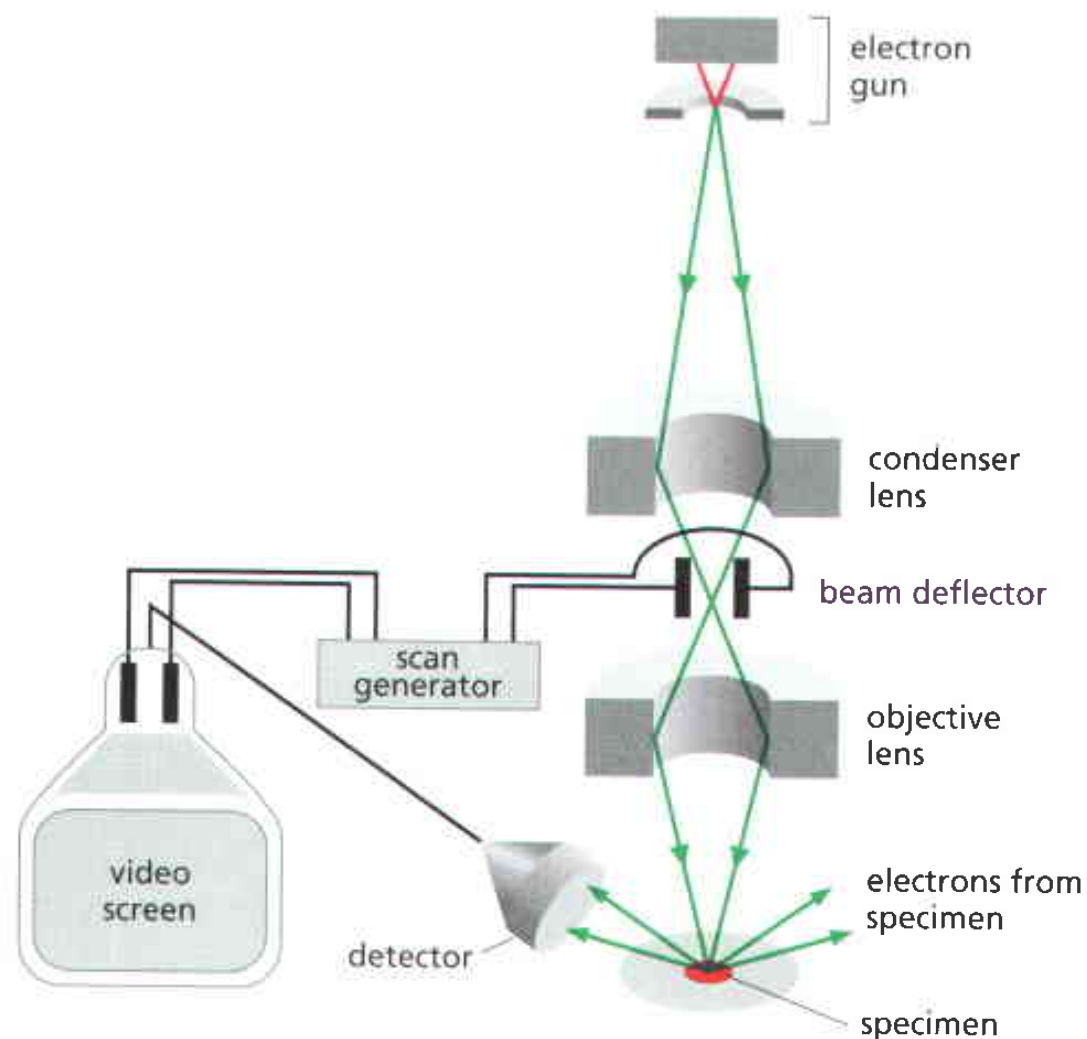 electron
gun
condenser
lens
beam deflector
scan
generator
objective
lens
video
screen
electrons from
specimen
detector
specimen